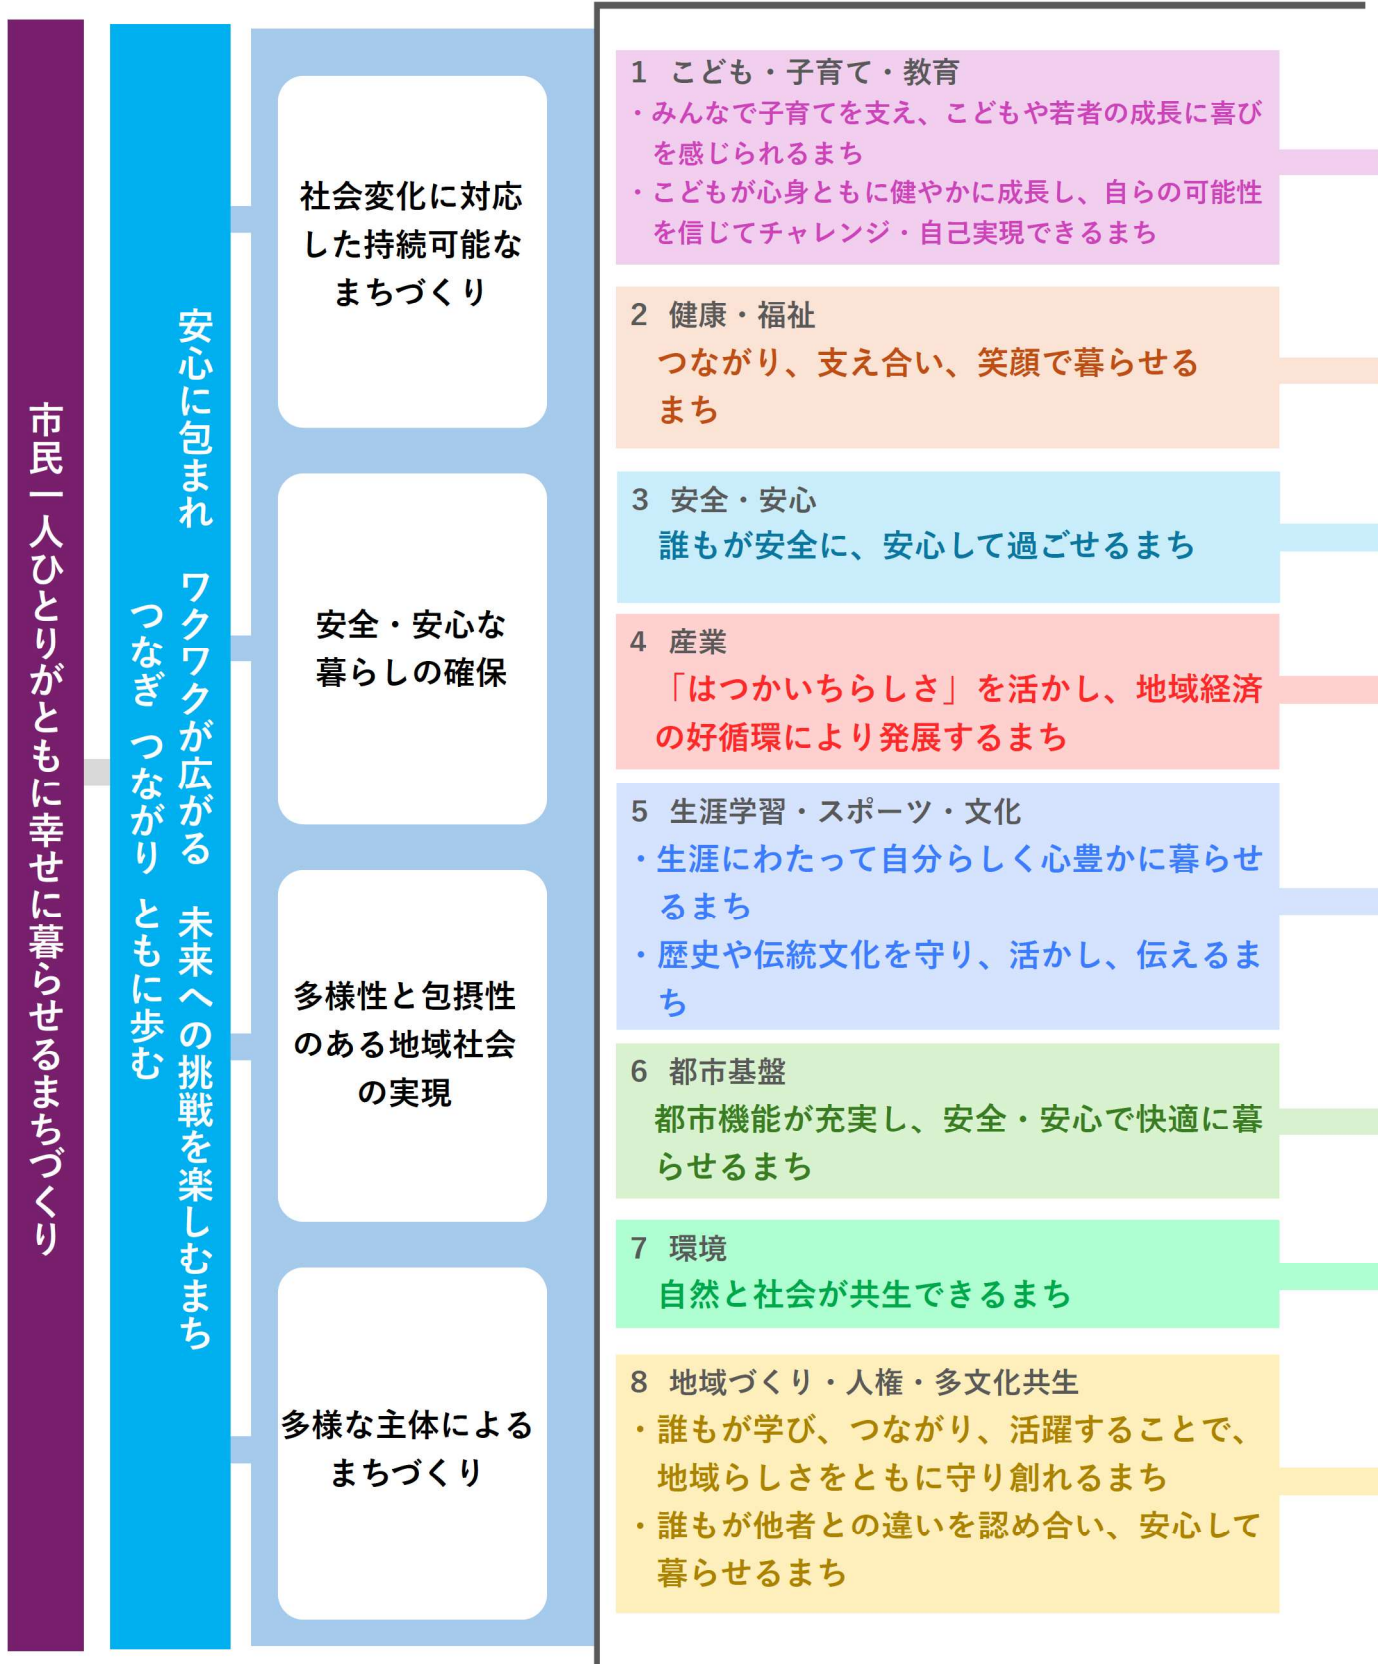 市民一人ひとりがともに幸せに暮らせるまちづくり
安心に包まれ　ワクワクが広がる　未来への挑戦を楽しむまち
つなぎ　つながり　ともに歩む
社会変化に対応
した持続可能な
まちづくり
安全・安心な
暮らしの確保
多様性と包摂性
のある地域社会
の実現
多様な主体による
まちづくり
1　こども・子育て・教育
・みんなで子育てを支え、こどもや若者の成長に喜び
を感じられるまち
・こどもが心身ともに健やかに成長し、自らの可能性
を信じてチャレンジ・自己実現できるまち
2　健康・福祉
つながり、支え合い、笑顔で暮らせる
まち
3　安全・安心
誰もが安全に、安心して過ごせるまち
4　産業
「はつかいちらしさ」を活かし、地域経済
の好循環により発展するまち
5　生涯学習・スポーツ・文化
・生涯にわたって自分らしく心豊かに暮らせ
るまち
・歴史や伝統文化を守り、活かし、伝えるま
ち
6　都市基盤
都市機能が充実し、安全・安心で快適に暮
らせるまち
7　環境
自然と社会が共生できるまち
8　地域づくり・人権・多文化共生
・誰もが学び、つながり、活躍することで、
地域らしさをともに守り創れるまち
・誰もが他者との違いを認め合い、安心して
暮らせるまち